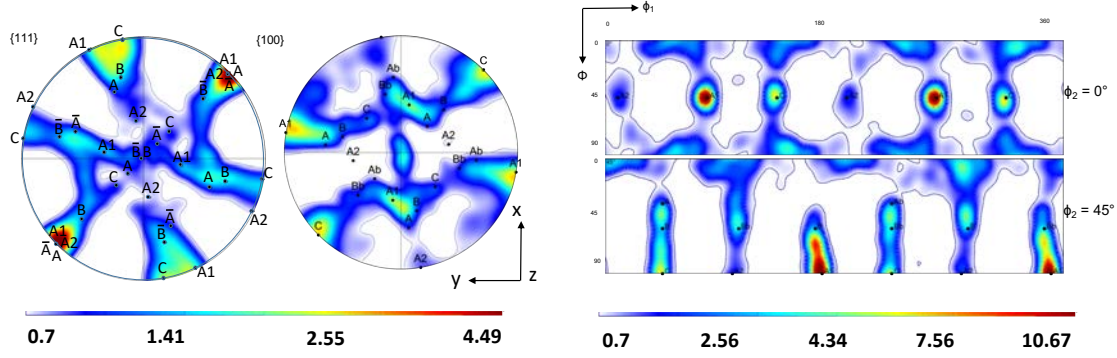 {111}
C
A1
B
A
A1
A2 A
A̅
B̅
A2
C
B̅
A̅
A2
C
A̅
A1
B̅ B
A1
A
C
A2
B
A1
A̅ A2
A
A
B
C
A2
A̅
B̅
C
A1
{100}
Ab
Bb
A1
B
A
C
C
A1
A
B
A2
A2
Ab
Bb
A1
C
Ab
Bb
A1
C
B
A
C
A2
x
y
z
0.7 1.41 2.55 4.49
ϕ₁
Φ
0 180 360
0
45
90
ϕ₂ = 0°
0
45
90
ϕ₂ = 45°
0.7 2.56 4.34 7.56 10.67